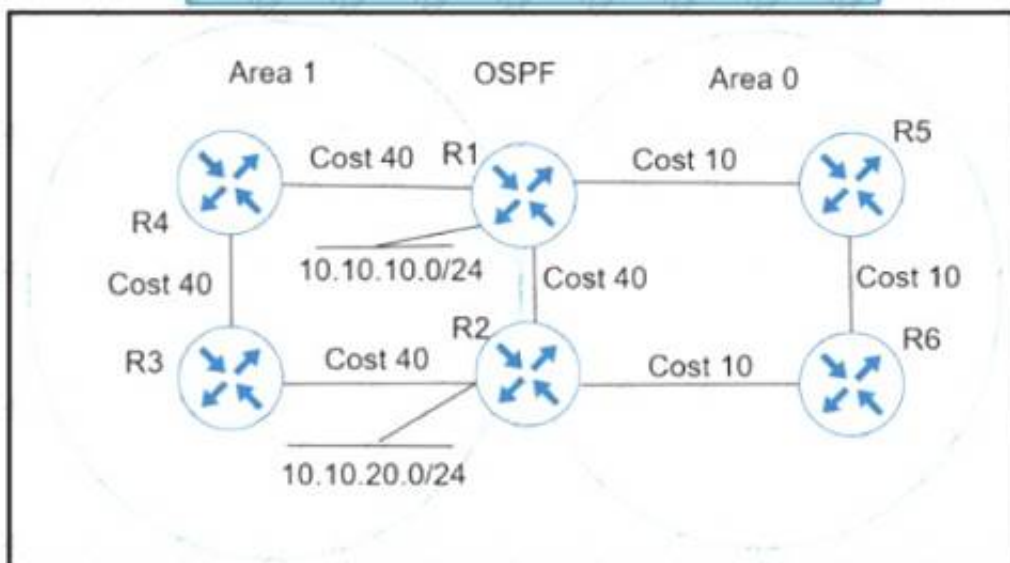 Area 1 OSPF Area 0
R5
Cost 40 R1 Cost 10
R4
10.10.10.0/24
Cost 40 Cost 40 Cost 10
R2 R6
R3 Cost 40 Cost 10
10.10.20.0/24